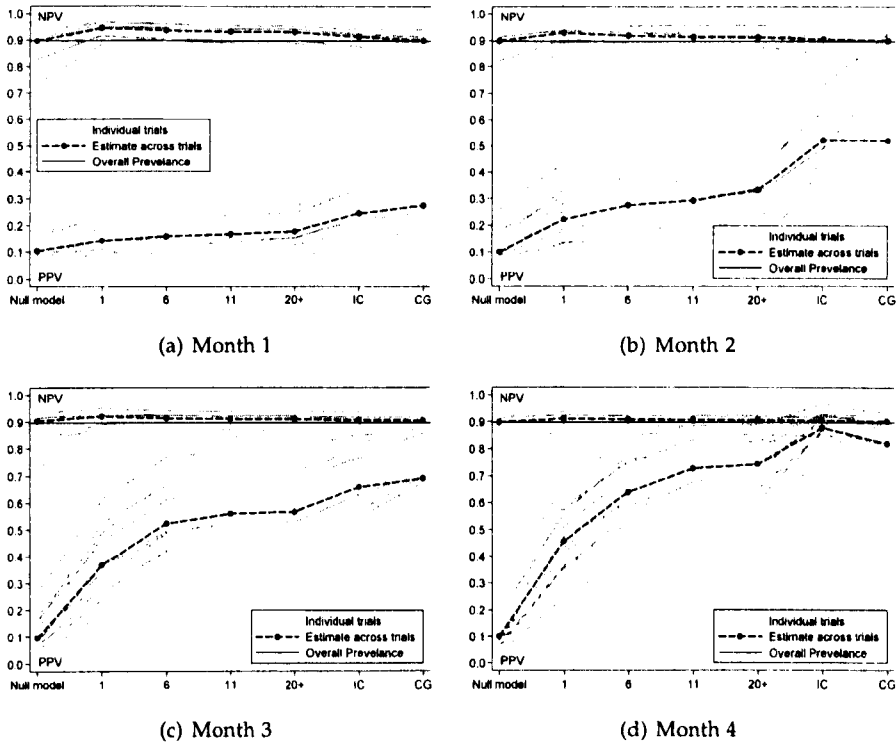 NPV
1.0
0.9
0.8
0.7
0.6
0.5
0.4
0.3
0.2
0.1
0.0
Individual trials
Estimate across trials
Overall Prevelance
PPV
Null model 1 6 11 20+ IC CG
(a) Month 1
NPV
1.0
0.9
0.8
0.7
0.6
0.5
0.4
0.3
0.2
0.1
0.0
Individual trials
Estimate across trials
Overall Prevelance
PPV
Null model 1 6 11 20+ IC CG
(b) Month 2
NPV
1.0
0.9
0.8
0.7
0.6
0.5
0.4
0.3
0.2
0.1
0.0
Individual trials
Estimate across trials
Overall Prevelance
PPV
Null model 1 6 11 20+ IC CG
(c) Month 3
NPV
1.0
0.9
0.8
0.7
0.6
0.5
0.4
0.3
0.2
0.1
0.0
Individual trials
Estimate across trials
Overall Prevelance
PPV
Null model 1 6 11 20+ IC CG
(d) Month 4